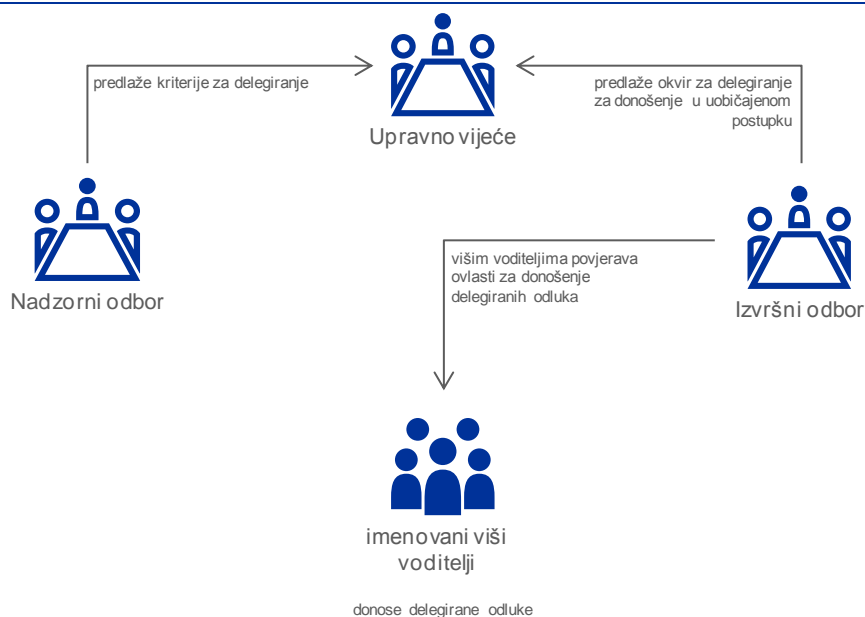 predlaže kriterije za delegiranje
predlaže okvir za delegiranje
za donošenje u uobičajenom
postupku
Upravno vijeće
Nadzorni odbor
višim voditeljima povjerava
ovlasti za donošenje
delegiranih odluka
Izvršni odbor
imenovani viši
voditelji
donose delegirane odluke